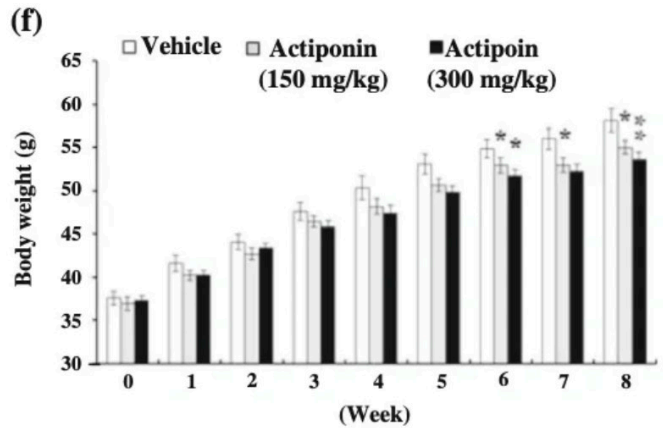 (f)
Vehicle Actiponin Actipoin
(150 mg/kg) (300 mg/kg)
65
60
55
50
45
40
35
30
Body weight (g)
* * * * **
0 1 2 3 4 5 6 7 8
(Week)